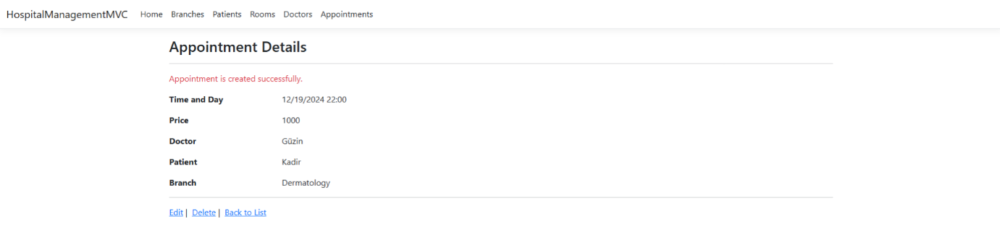 HospitalManagementMVC Home Branches Patients Rooms Doctors Appointments
Appointment Details
Appointment is created successfully.
Time and Day 12/19/2024 22:00
Price 1000
Doctor Güzin
Patient Kadir
Branch Dermatology
Edit | Delete | Back to List